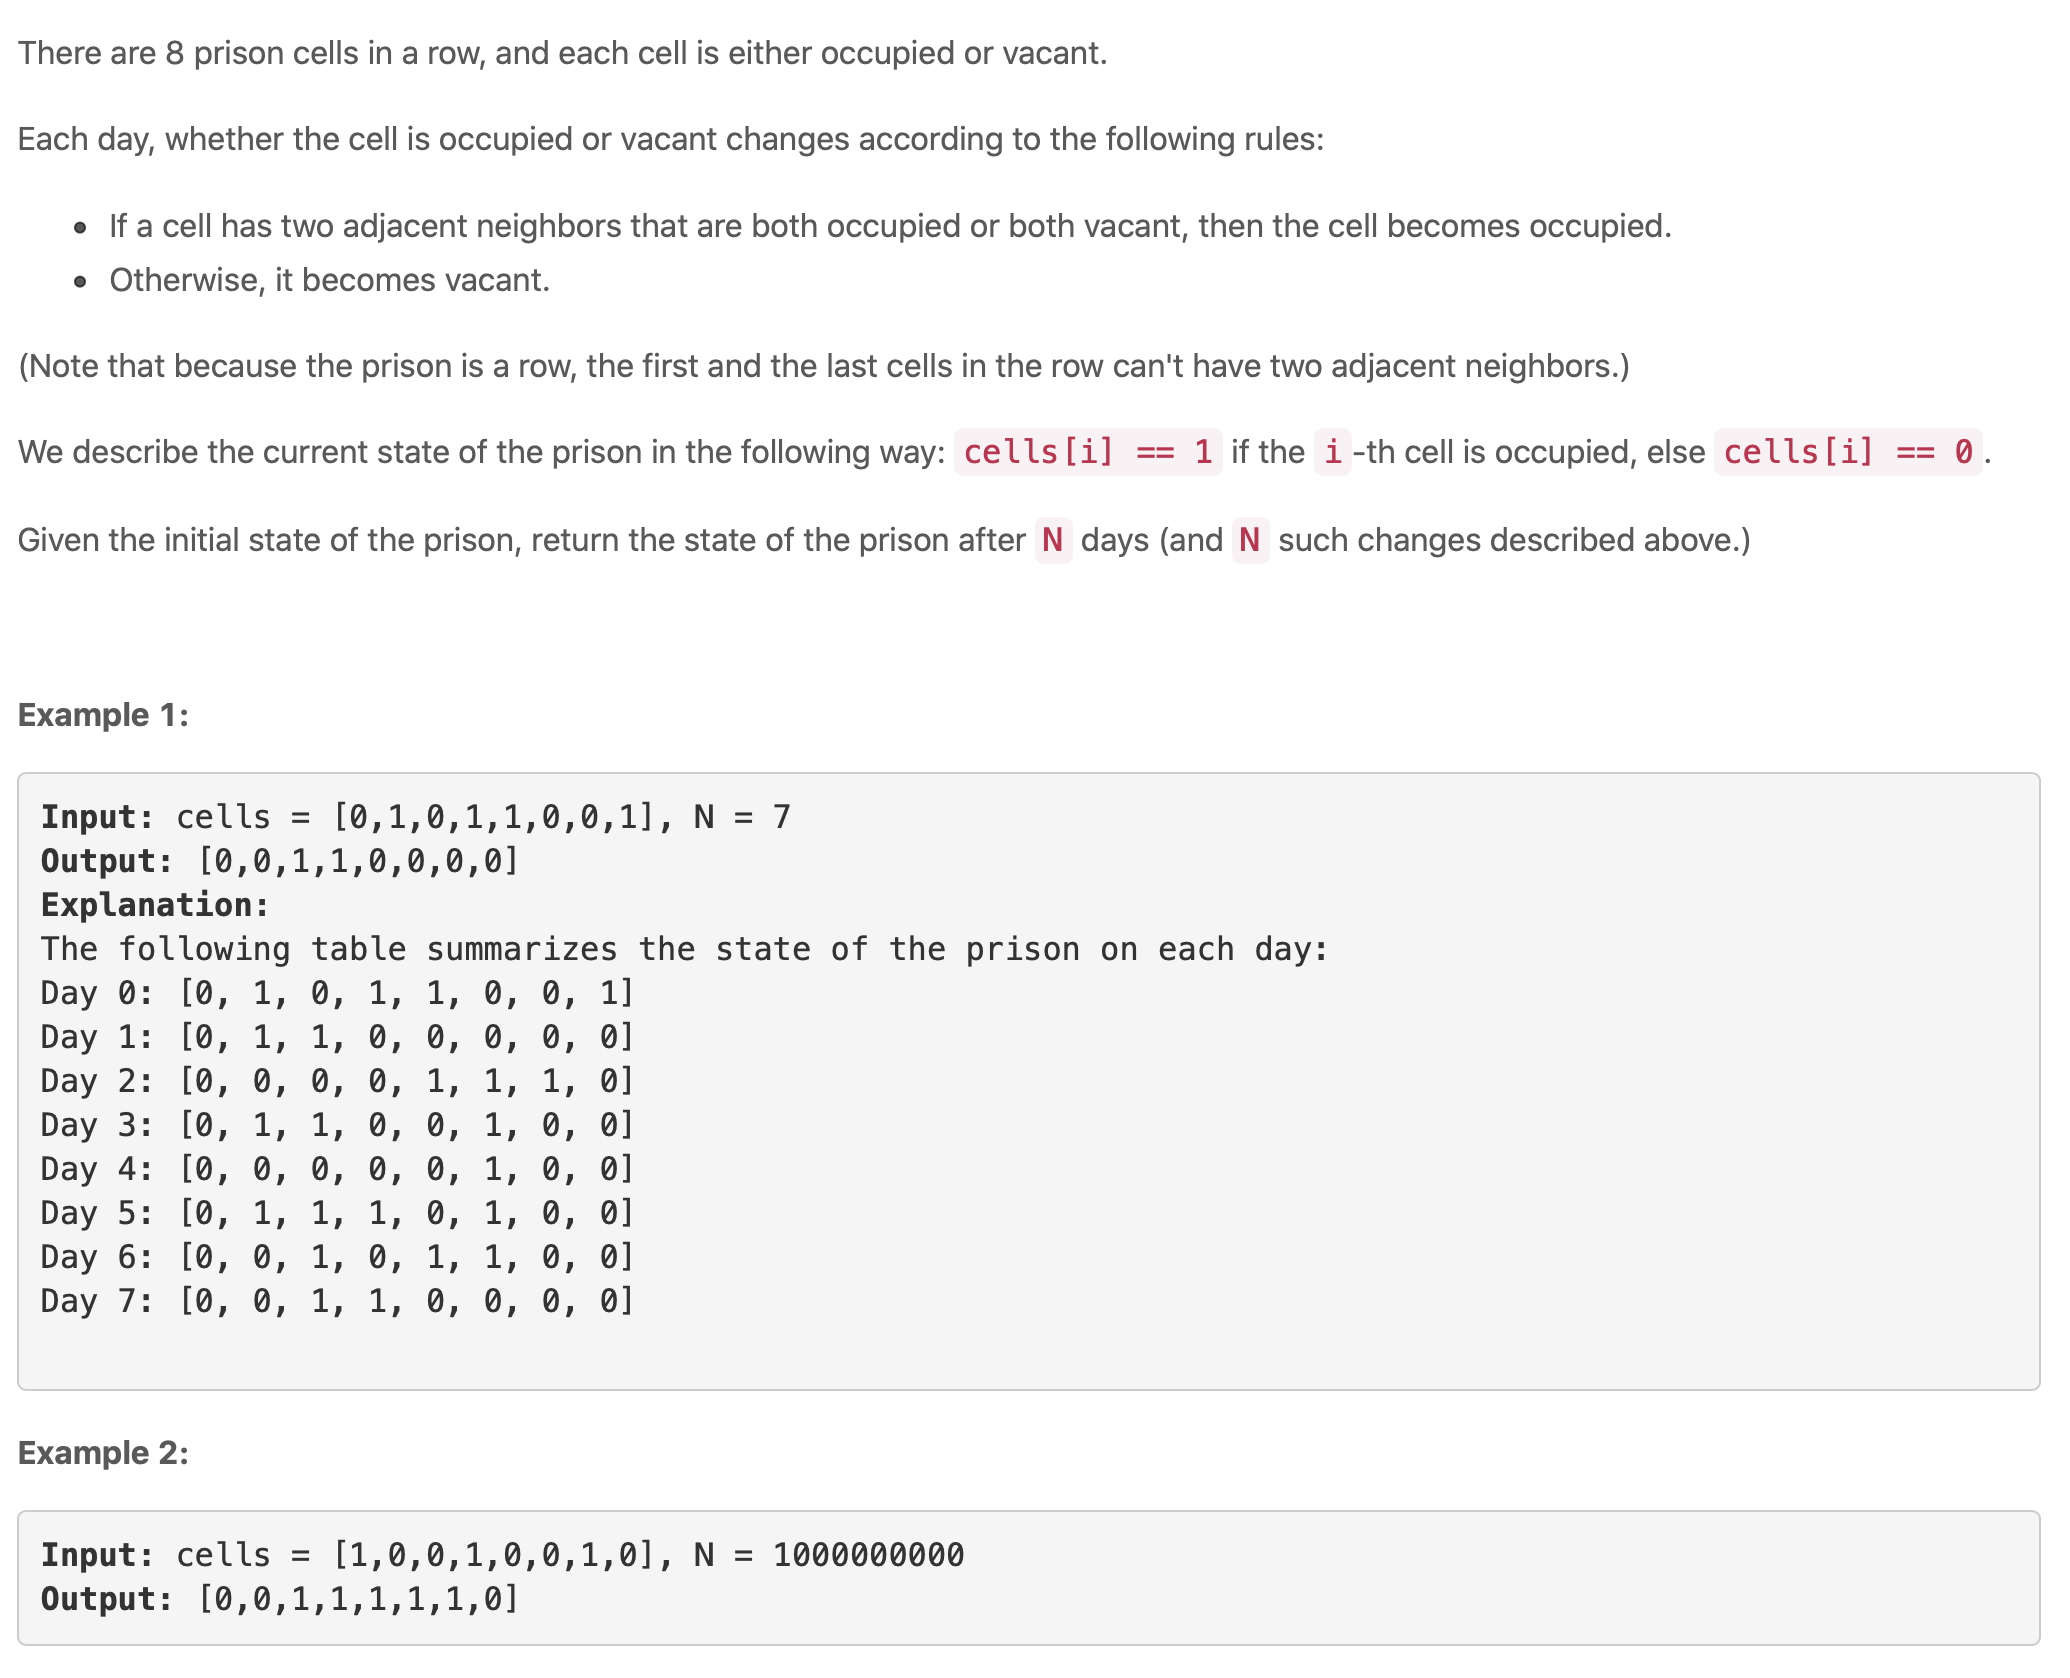 There are 8 prison cells in a row, and each cell is either occupied or vacant.
Each day, whether the cell is occupied or vacant changes according to the following rules:
• If a cell has two adjacent neighbors that are both occupied or both vacant, then the cell becomes occupied.
• Otherwise, it becomes vacant.
(Note that because the prison is a row, the first and the last cells in the row can't have two adjacent neighbors.)
We describe the current state of the prison in the following way: cells[i] == 1 if the i-th cell is occupied, else cells[i] == 0.
Given the initial state of the prison, return the state of the prison after N days (and N such changes described above.)
Example 1:
Input: cells = [0,1,0,1,1,0,0,1], N = 7
Output: [0,0,1,1,0,0,0,0]
Explanation:
The following table summarizes the state of the prison on each day:
Day 0: [0, 1, 0, 1, 1, 0, 0, 1]
Day 1: [0, 1, 1, 0, 0, 0, 0, 0]
Day 2: [0, 0, 0, 0, 1, 1, 1, 0]
Day 3: [0, 1, 1, 0, 0, 1, 0, 0]
Day 4: [0, 0, 0, 0, 0, 1, 0, 0]
Day 5: [0, 1, 1, 1, 0, 1, 0, 0]
Day 6: [0, 0, 1, 0, 1, 1, 0, 0]
Day 7: [0, 0, 1, 1, 0, 0, 0, 0]
Example 2:
Input: cells = [1,0,0,1,0,0,1,0], N = 1000000000
Output: [0,0,1,1,1,1,1,0]